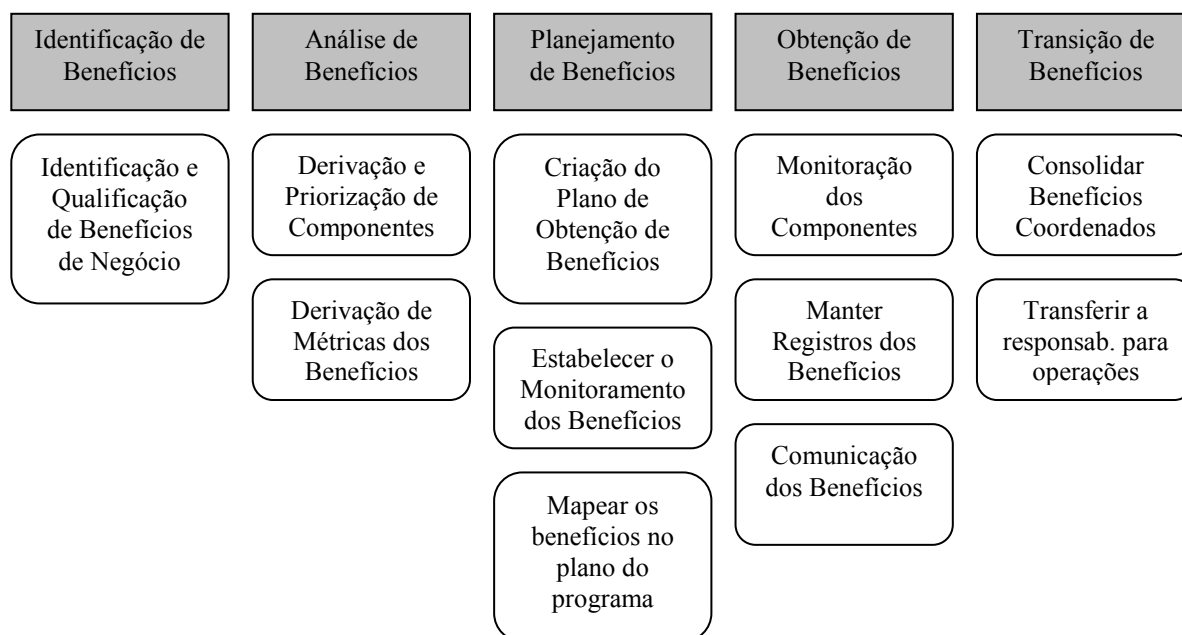 Identificação de
Benefícios
Análise de
Benefícios
Planejamento
de Benefícios
Obtenção de
Benefícios
Transição de
Benefícios
Identificação e
Qualificação
de Benefícios
de Negócio
Derivação e
Priorização de
Componentes
Derivação de
Métricas dos
Benefícios
Criação do
Plano de
Obtenção de
Benefícios
Estabelecer o
Monitoramento
dos Benefícios
Mapear os
benefícios no
plano do
programa
Monitoração
dos
Componentes
Manter
Registros dos
Benefícios
Comunicação
dos Benefícios
Consolidar
Benefícios
Coordenados
Transferir a
responsab. para
operações